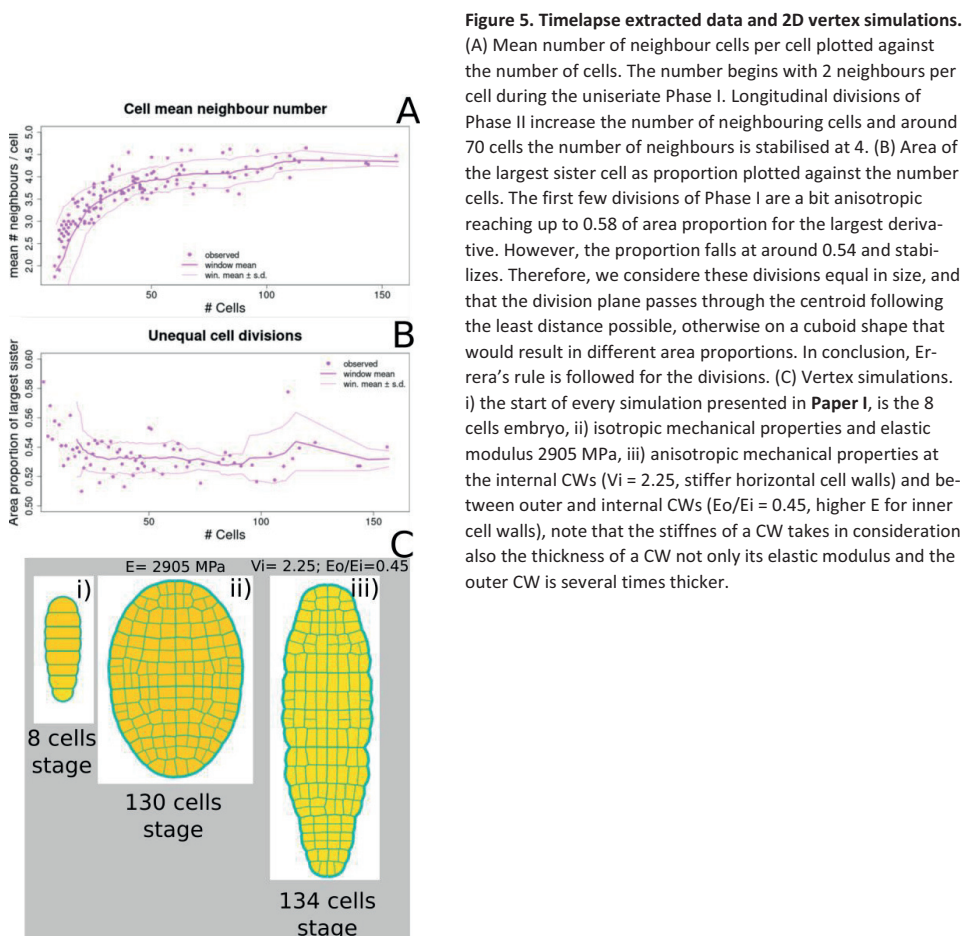 Cell mean neighbour number
A
mean # neighbours / cell
5.0
4.5
4.0
3.5
3.0
2.5
2.0
observed
window mean
win. mean ± s.d.
50
100
150
# Cells
Unequal cell divisions
B
Area proportion of largest sister
0.60
0.58
0.56
0.54
0.52
0.50
observed
window mean
win. mean ± s.d.
50
100
150
# Cells
C
E= 2905 MPa
Vi= 2.25; Eo/Ei=0.45
i)
ii)
iii)
8 cells
stage
130 cells
stage
134 cells
stage
Figure 5. Timelapse extracted data and 2D vertex simulations.
(A) Mean number of neighbour cells per cell plotted against
the number of cells. The number begins with 2 neighbours per
cell during the uniseriate Phase I. Longitudinal divisions of
Phase II increase the number of neighbouring cells and around
70 cells the number of neighbours is stabilised at 4. (B) Area of
the largest sister cell as proportion plotted against the number
cells. The first few divisions of Phase I are a bit anisotropic
reaching up to 0.58 of area proportion for the largest deriva-
tive. However, the proportion falls at around 0.54 and stabi-
lizes. Therefore, we considere these divisions equal in size, and
that the division plane passes through the centroid following
the least distance possible, otherwise on a cuboid shape that
would result in different area proportions. In conclusion, Er-
rera's rule is followed for the divisions. (C) Vertex simulations.
i) the start of every simulation presented in Paper I, is the 8
cells embryo, ii) isotropic mechanical properties and elastic
modulus 2905 MPa, iii) anisotropic mechanical properties at
the internal CWs (Vi = 2.25, stiffer horizontal cell walls) and be-
tween outer and internal CWs (Eo/Ei = 0.45, higher E for inner
cell walls), note that the stiffnes of a CW takes in consideration
also the thickness of a CW not only its elastic modulus and the
outer CW is several times thicker.